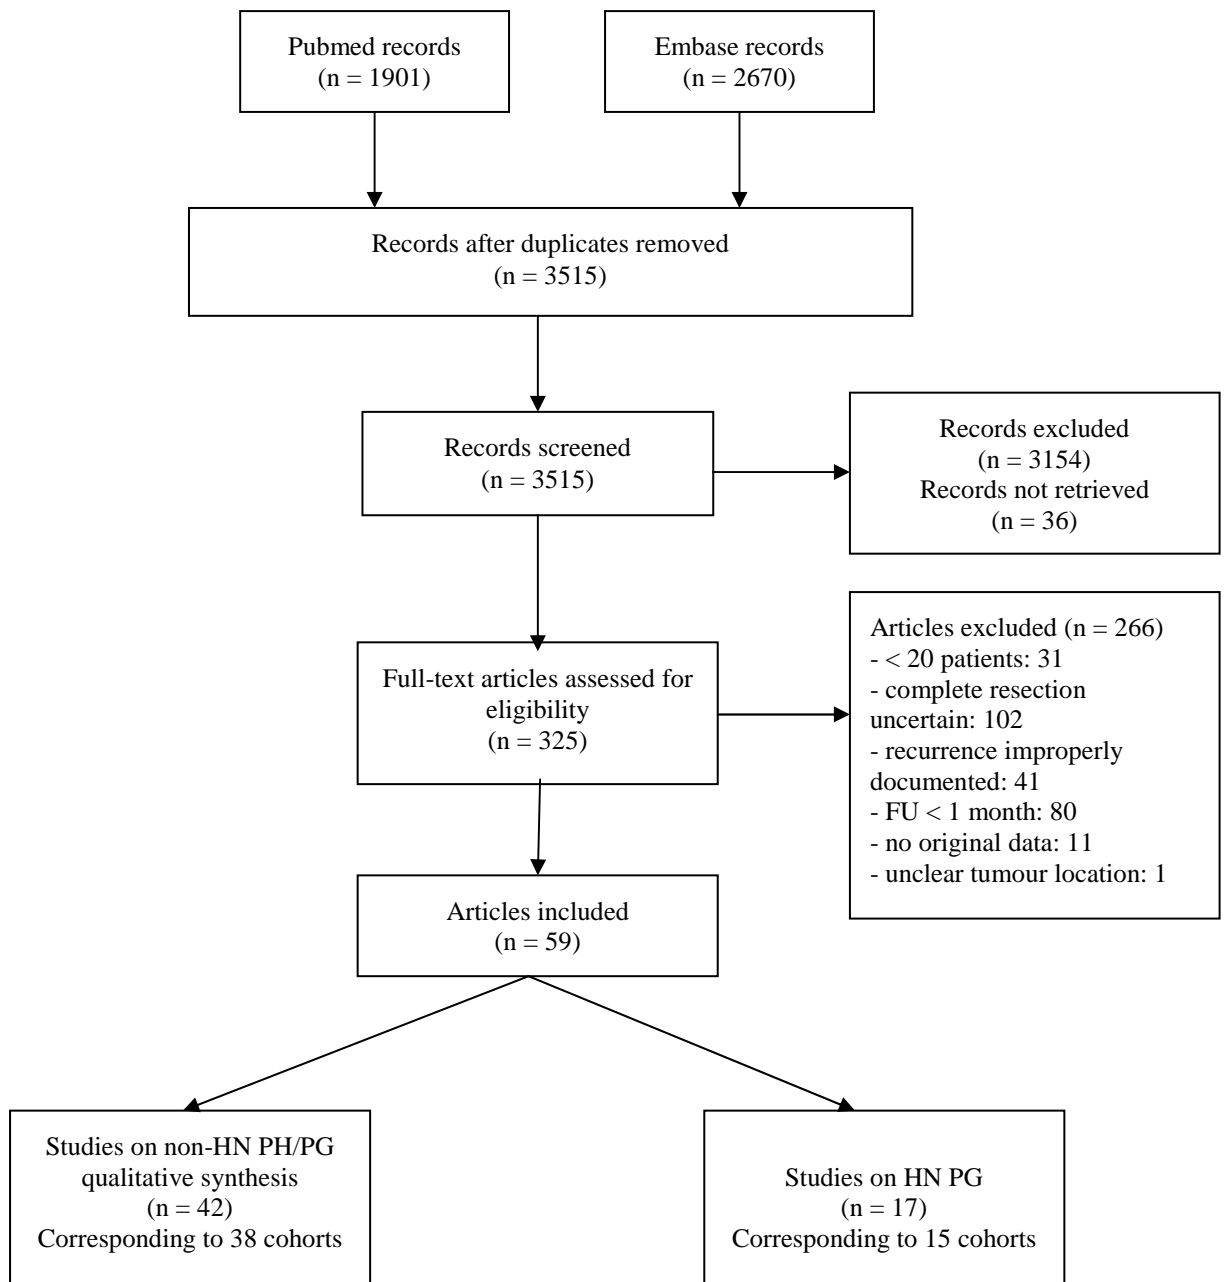 Pubmed records
(n = 1901)
Embase records
(n = 2670)
Records after duplicates removed
(n = 3515)
Records screened
(n = 3515)
Records excluded
(n = 3154)
Records not retrieved
(n = 36)
Full-text articles assessed for
eligibility
(n = 325)
Articles excluded (n = 266)
- < 20 patients: 31
- complete resection
uncertain: 102
- recurrence improperly
documented: 41
- FU < 1 month: 80
- no original data: 11
- unclear tumour location: 1
Articles included
(n = 59)
Studies on non-HN PH/PG
qualitative synthesis
(n = 42)
Corresponding to 38 cohorts
Studies on HN PG
(n = 17)
Corresponding to 15 cohorts